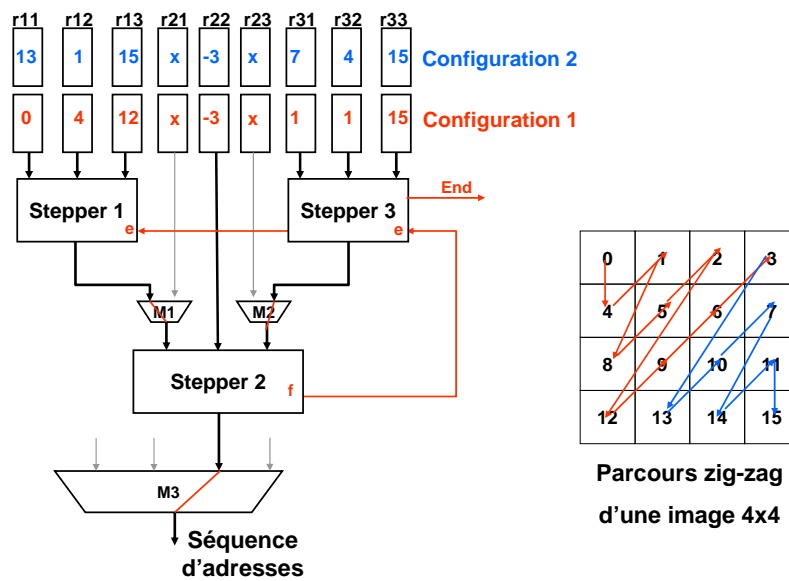 r11 r12 r13 r21 r22 r23 r31 r32 r33
13 1 15 x -3 x 7 4 15 Configuration 2
0 4 12 x -3 x 1 1 15 Configuration 1
Stepper 1
e
Stepper 3
e
End
M1
M2
Stepper 2
f
M3
Séquence
d'adresses
0 1 2 3
4 5 6 7
8 9 10 11
12 13 14 15
Parcours zig-zag
d'une image 4x4